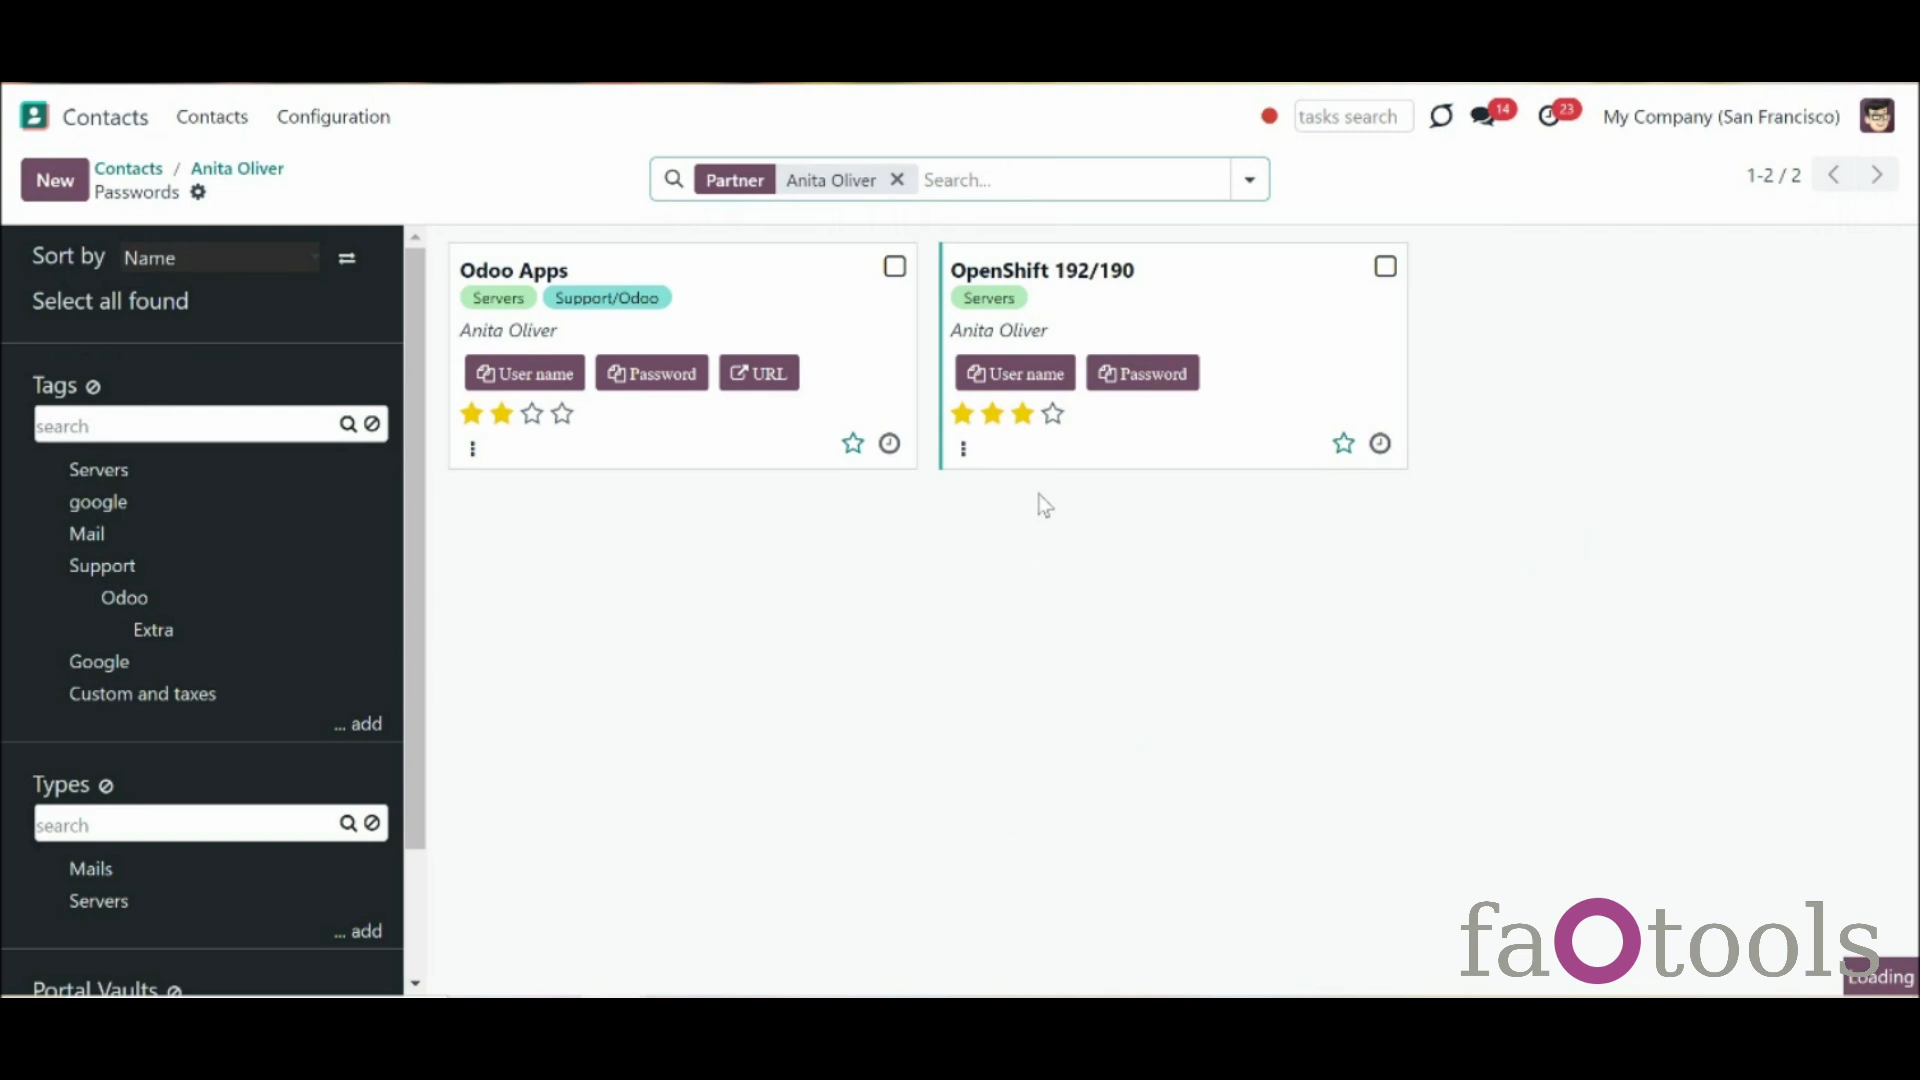 Contacts Contacts Configuration
tasks search 14 23 My Company (San Francisco)
New Contacts / Anita Oliver
Passwords
Partner Anita Oliver Search...
1-2 / 2
Sort by Name
Select all found
Tags
search
Servers
google
Mail
Support
Odoo
Extra
Google
Custom and taxes
... add
Types
search
Mails
Servers
... add
Portal Vaults
Odoo Apps
Servers Support/Odoo
Anita Oliver
User name Password URL
OpenShift 192/190
Servers
Anita Oliver
User name Password
faOtools
Loading